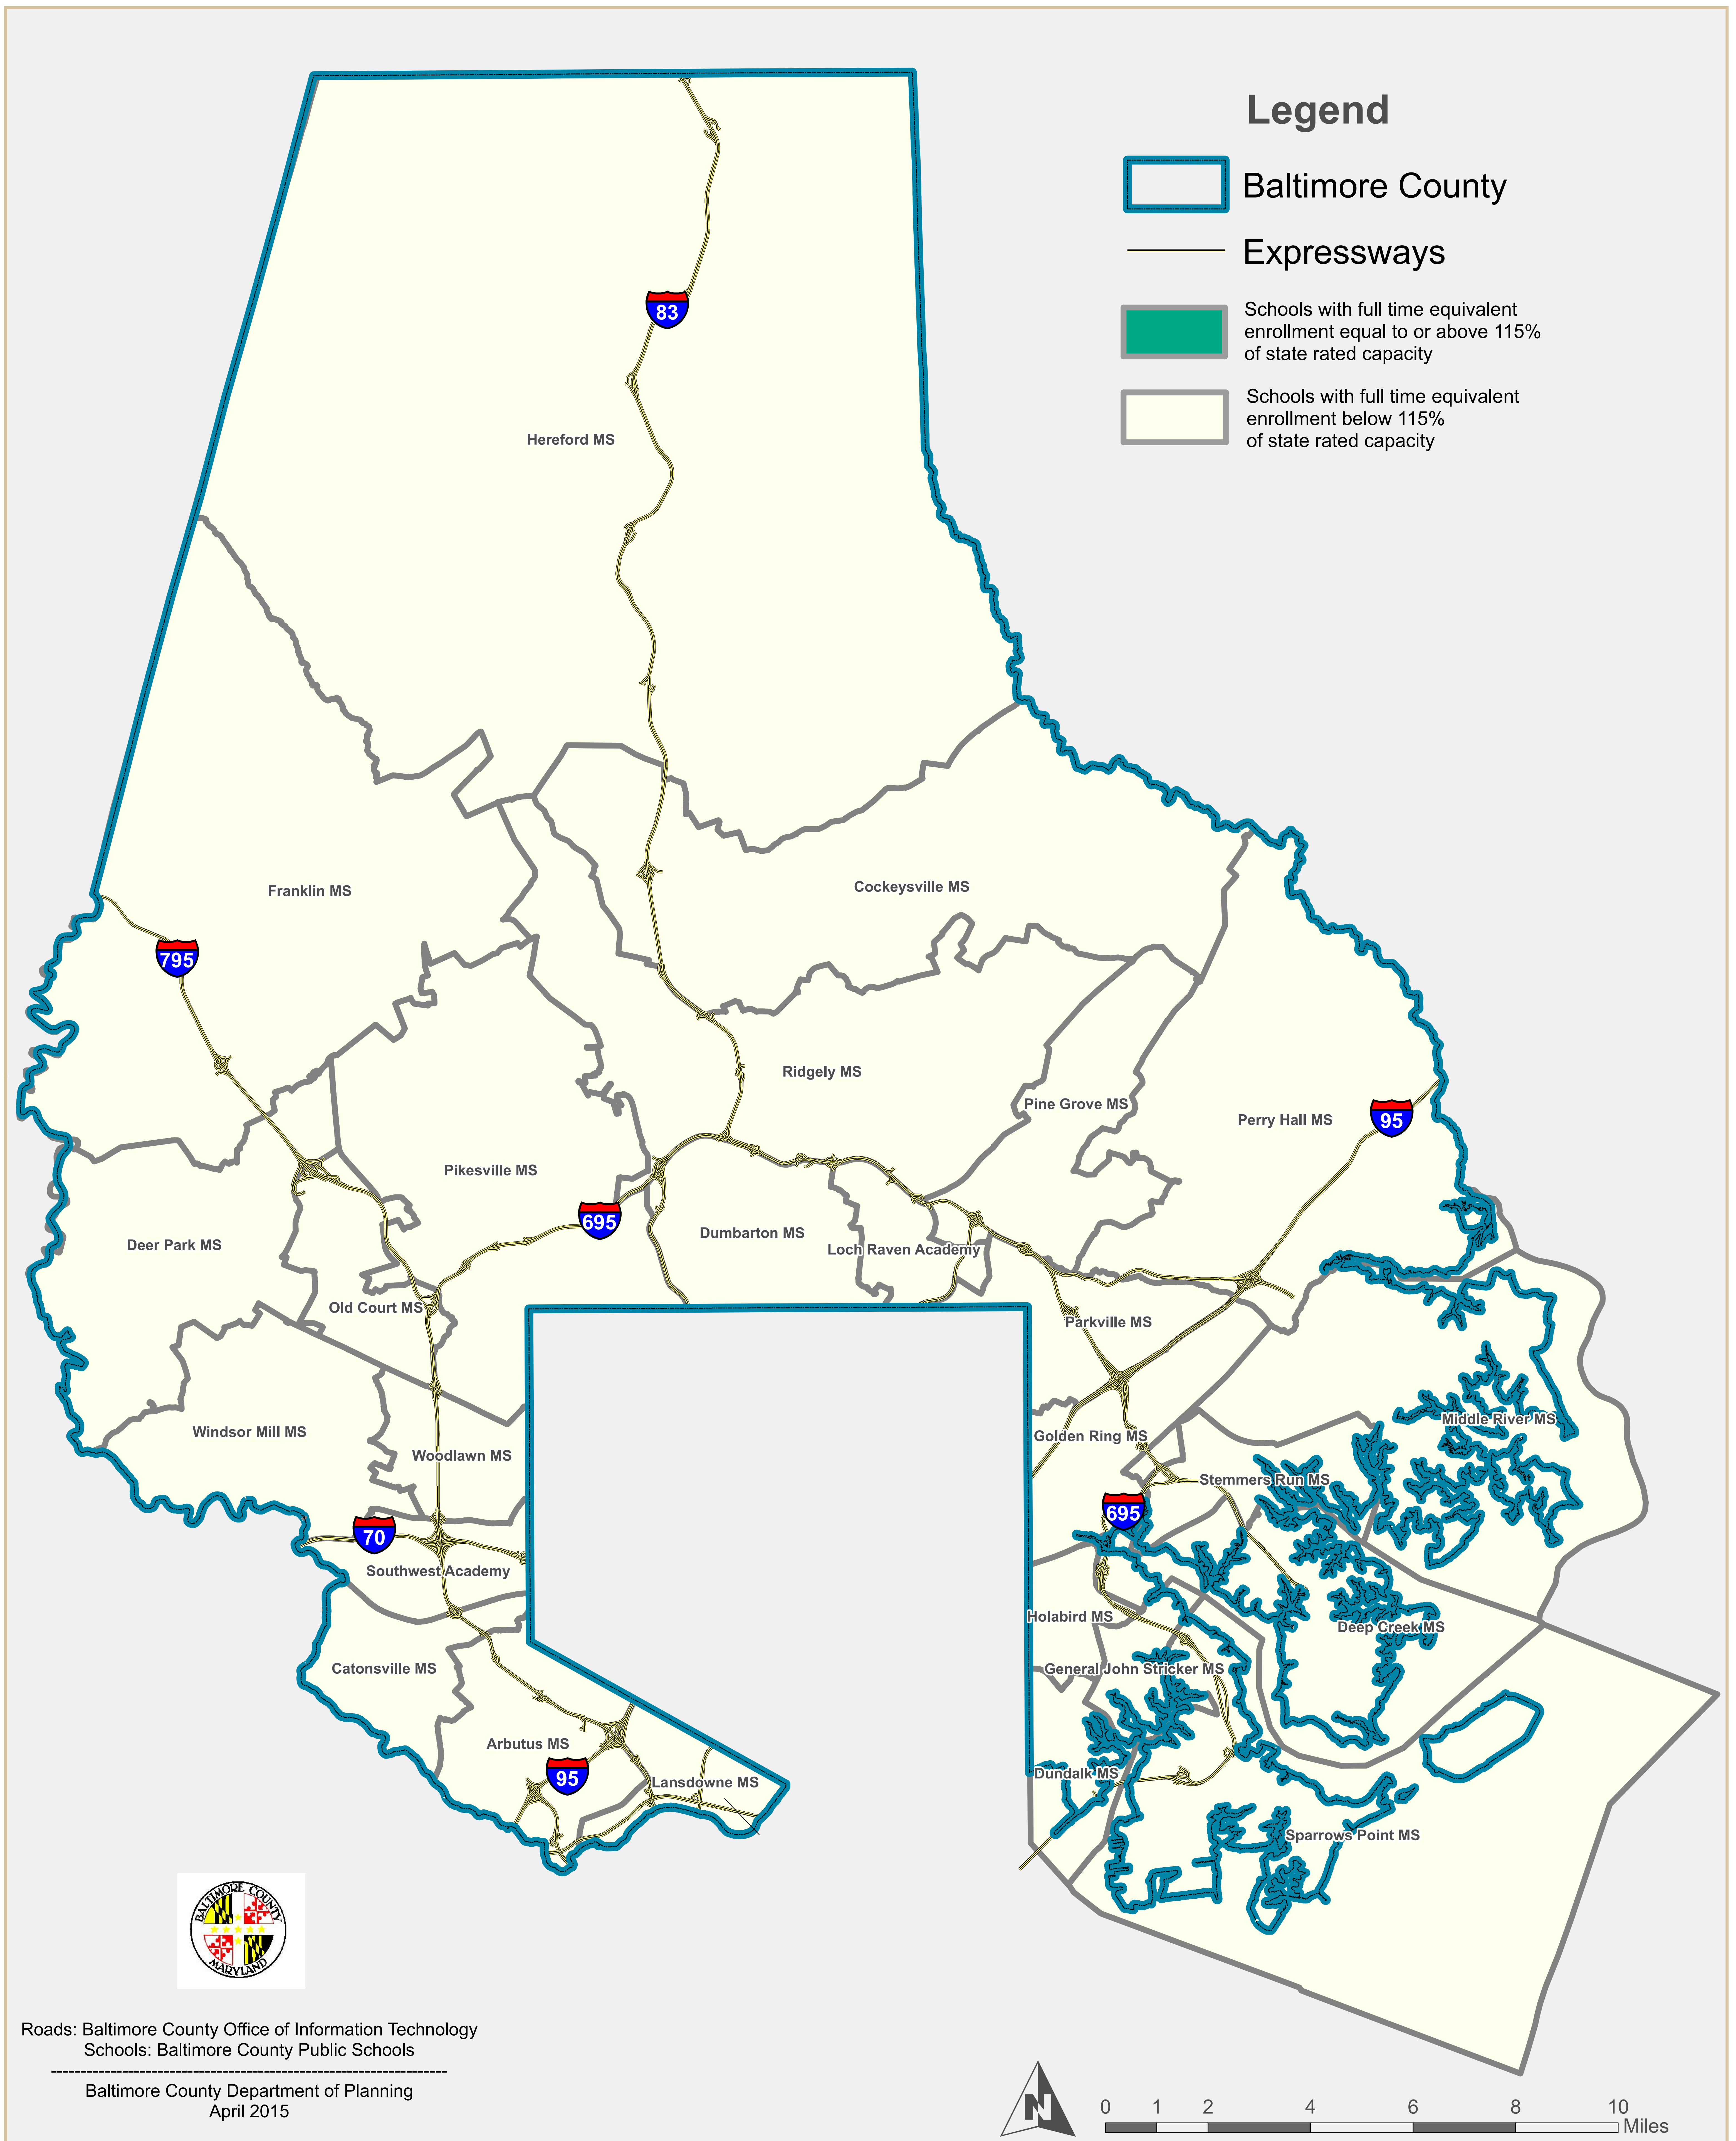 Legend
Baltimore County
Expressways
Schools with full time equivalent
enrollment equal to or above 115%
of state rated capacity
Schools with full time equivalent
enrollment below 115%
of state rated capacity
83
Hereford MS
Franklin MS
Cockeysville MS
795
Ridgely MS
Pine Grove MS
Perry Hall MS
95
Pikesville MS
695
Dumbarton MS
Deer Park MS
Loch Raven Academy
Old Court MS
Parkville MS
Middle River MS
Windsor Mill MS
Golden Ring MS
Woodlawn MS
Stemmers Run MS
695
70
Southwest Academy
Holabird MS
Deep Creek MS
Catonsville MS
General John Stricker MS
Arbutus MS
Dundalk MS
95
Lansdowne MS
Sparrows Point MS
BALTIMORE COUNTY
MARYLAND
Roads: Baltimore County Office of Information Technology
Schools: Baltimore County Public Schools
------------------------------------------------------------------
Baltimore County Department of Planning
April 2015
N
0 1 2 4 6 8 10
Miles